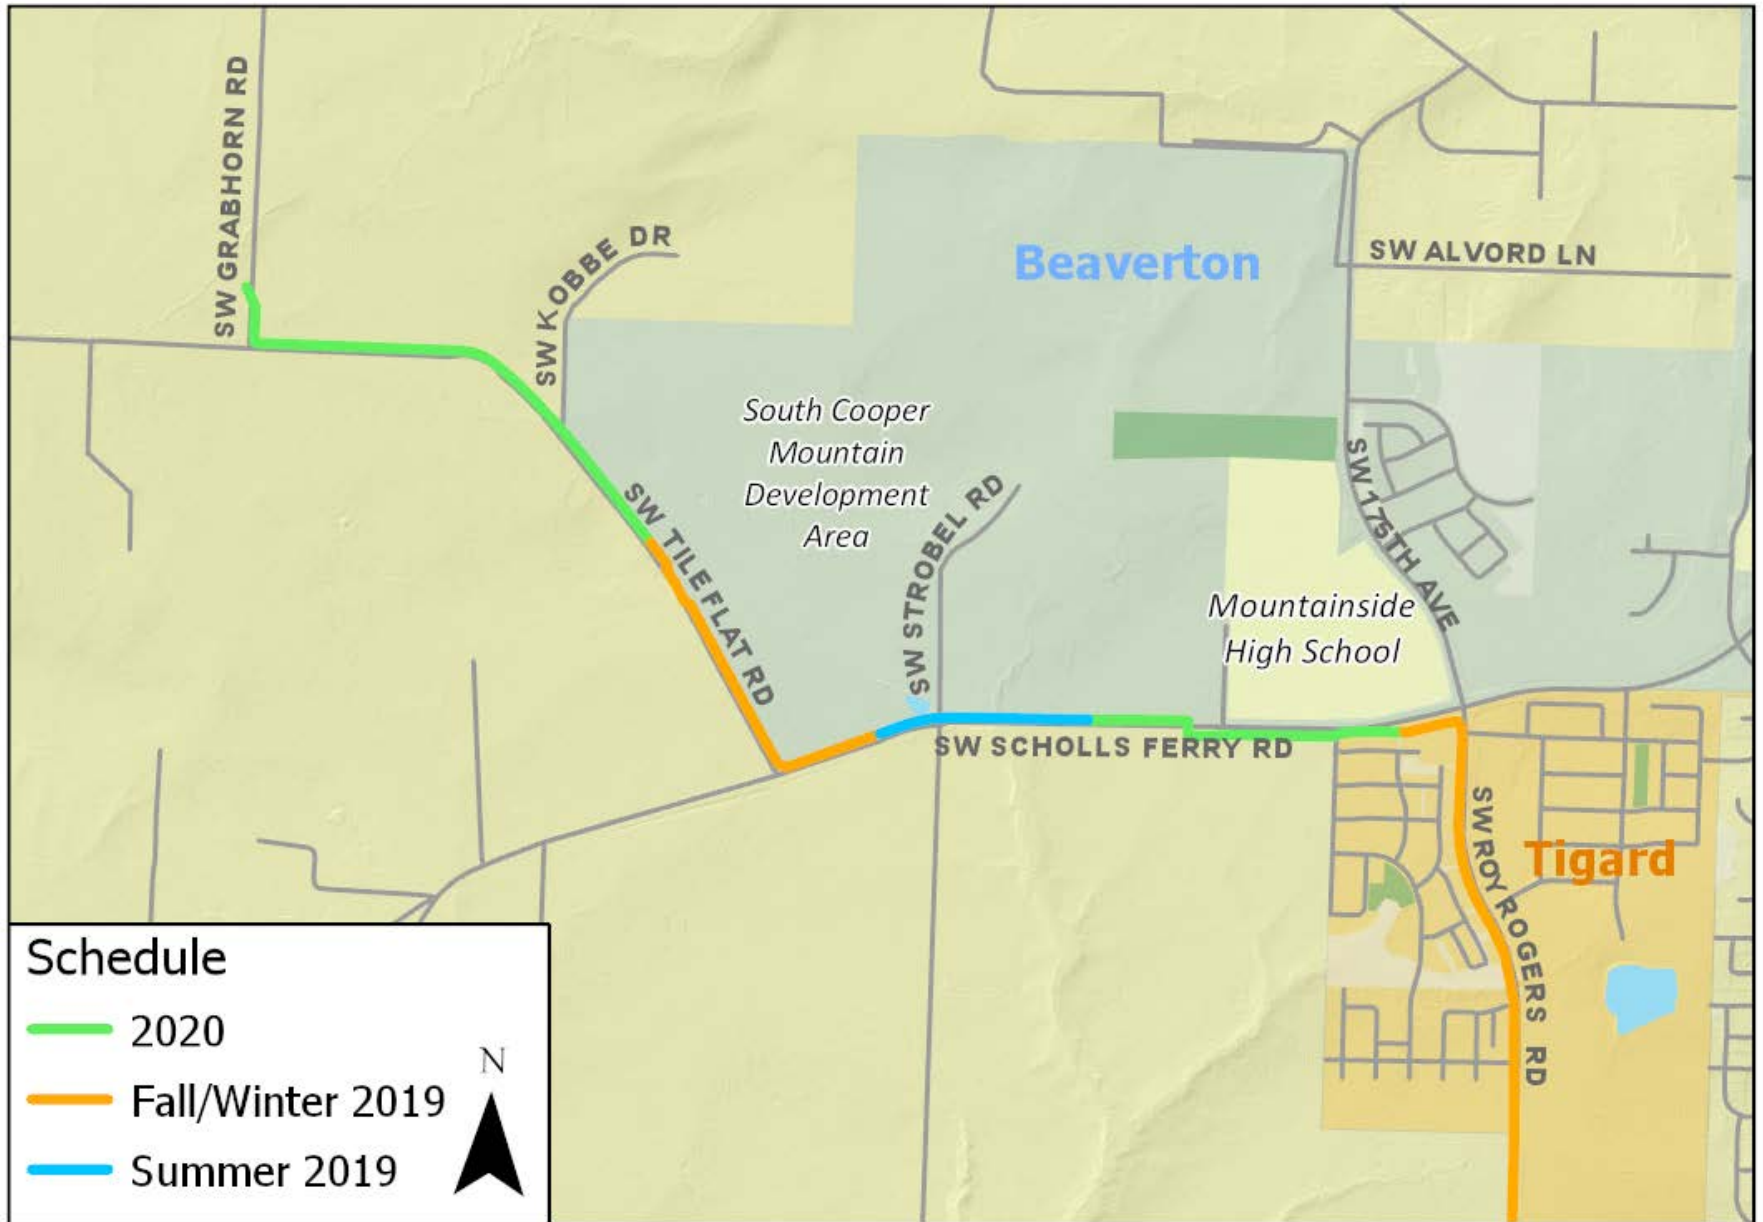 SW GRABHORN RD
SW KOBBE DR
Beaverton
SW ALVORD LN
South Cooper
Mountain
Development
Area
SW TILE FLAT RD
SW STROBEL RD
SW 175TH AVE
Mountainside
High School
SW SCHOLLS FERRY RD
SW ROY ROGERS RD
Tigard
Schedule
2020
Fall/Winter 2019
Summer 2019
N